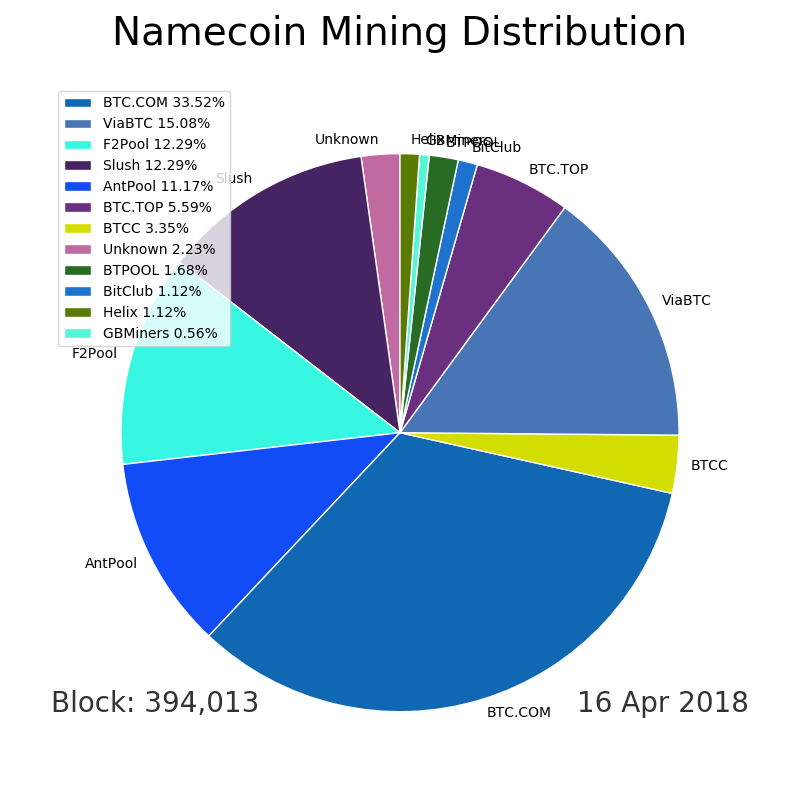 Namecoin Mining Distribution
BTC.COM 33.52%
ViaBTC 15.08%
F2Pool 12.29%
Slush 12.29%
AntPool 11.17%
BTC.TOP 5.59%
BTCC 3.35%
Unknown 2.23%
BTPOOL 1.68%
BitClub 1.12%
Helix 1.12%
GBMiners 0.56%
Unknown
Helix
GBMiners
BTPOOL
BitClub
BTC.TOP
Slush
ViaBTC
F2Pool
BTCC
AntPool
BTC.COM
Block: 394,013
16 Apr 2018